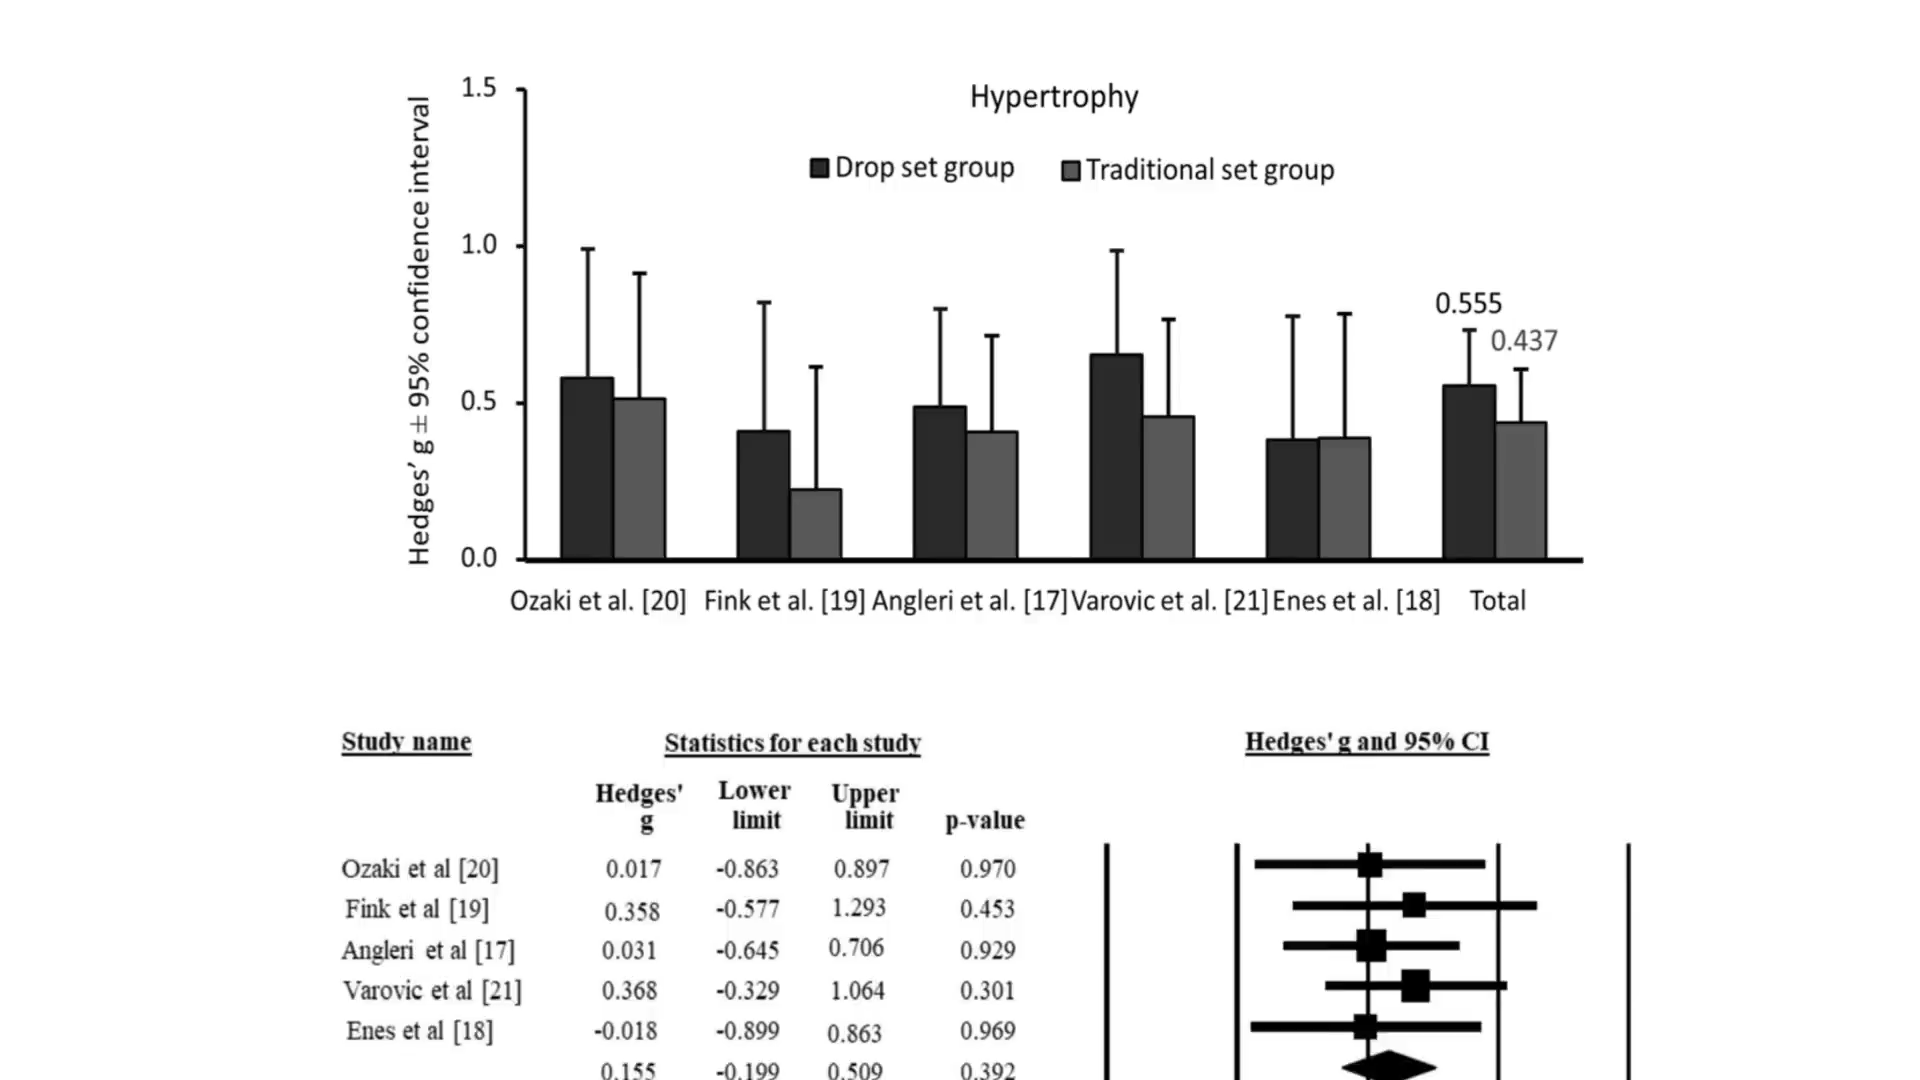 Hypertrophy
Drop set group
Traditional set group
Hedges’ g ± 95% confidence interval
1.5
1.0
0.5
0.0
0.555
0.437
Ozaki et al. [20] Fink et al. [19] Angleri et al. [17] Varovic et al. [21] Enes et al. [18] Total
Study name Statistics for each study Hedges' g and 95% CI
Hedges' g Lower limit Upper limit p-value
Ozaki et al [20] 0.017 -0.863 0.897 0.970
Fink et al [19] 0.358 -0.577 1.293 0.453
Angleri et al [17] 0.031 -0.645 0.706 0.929
Varovic et al [21] 0.368 -0.329 1.064 0.301
Enes et al [18] -0.018 -0.899 0.863 0.969
0.155 -0.199 0.509 0.392